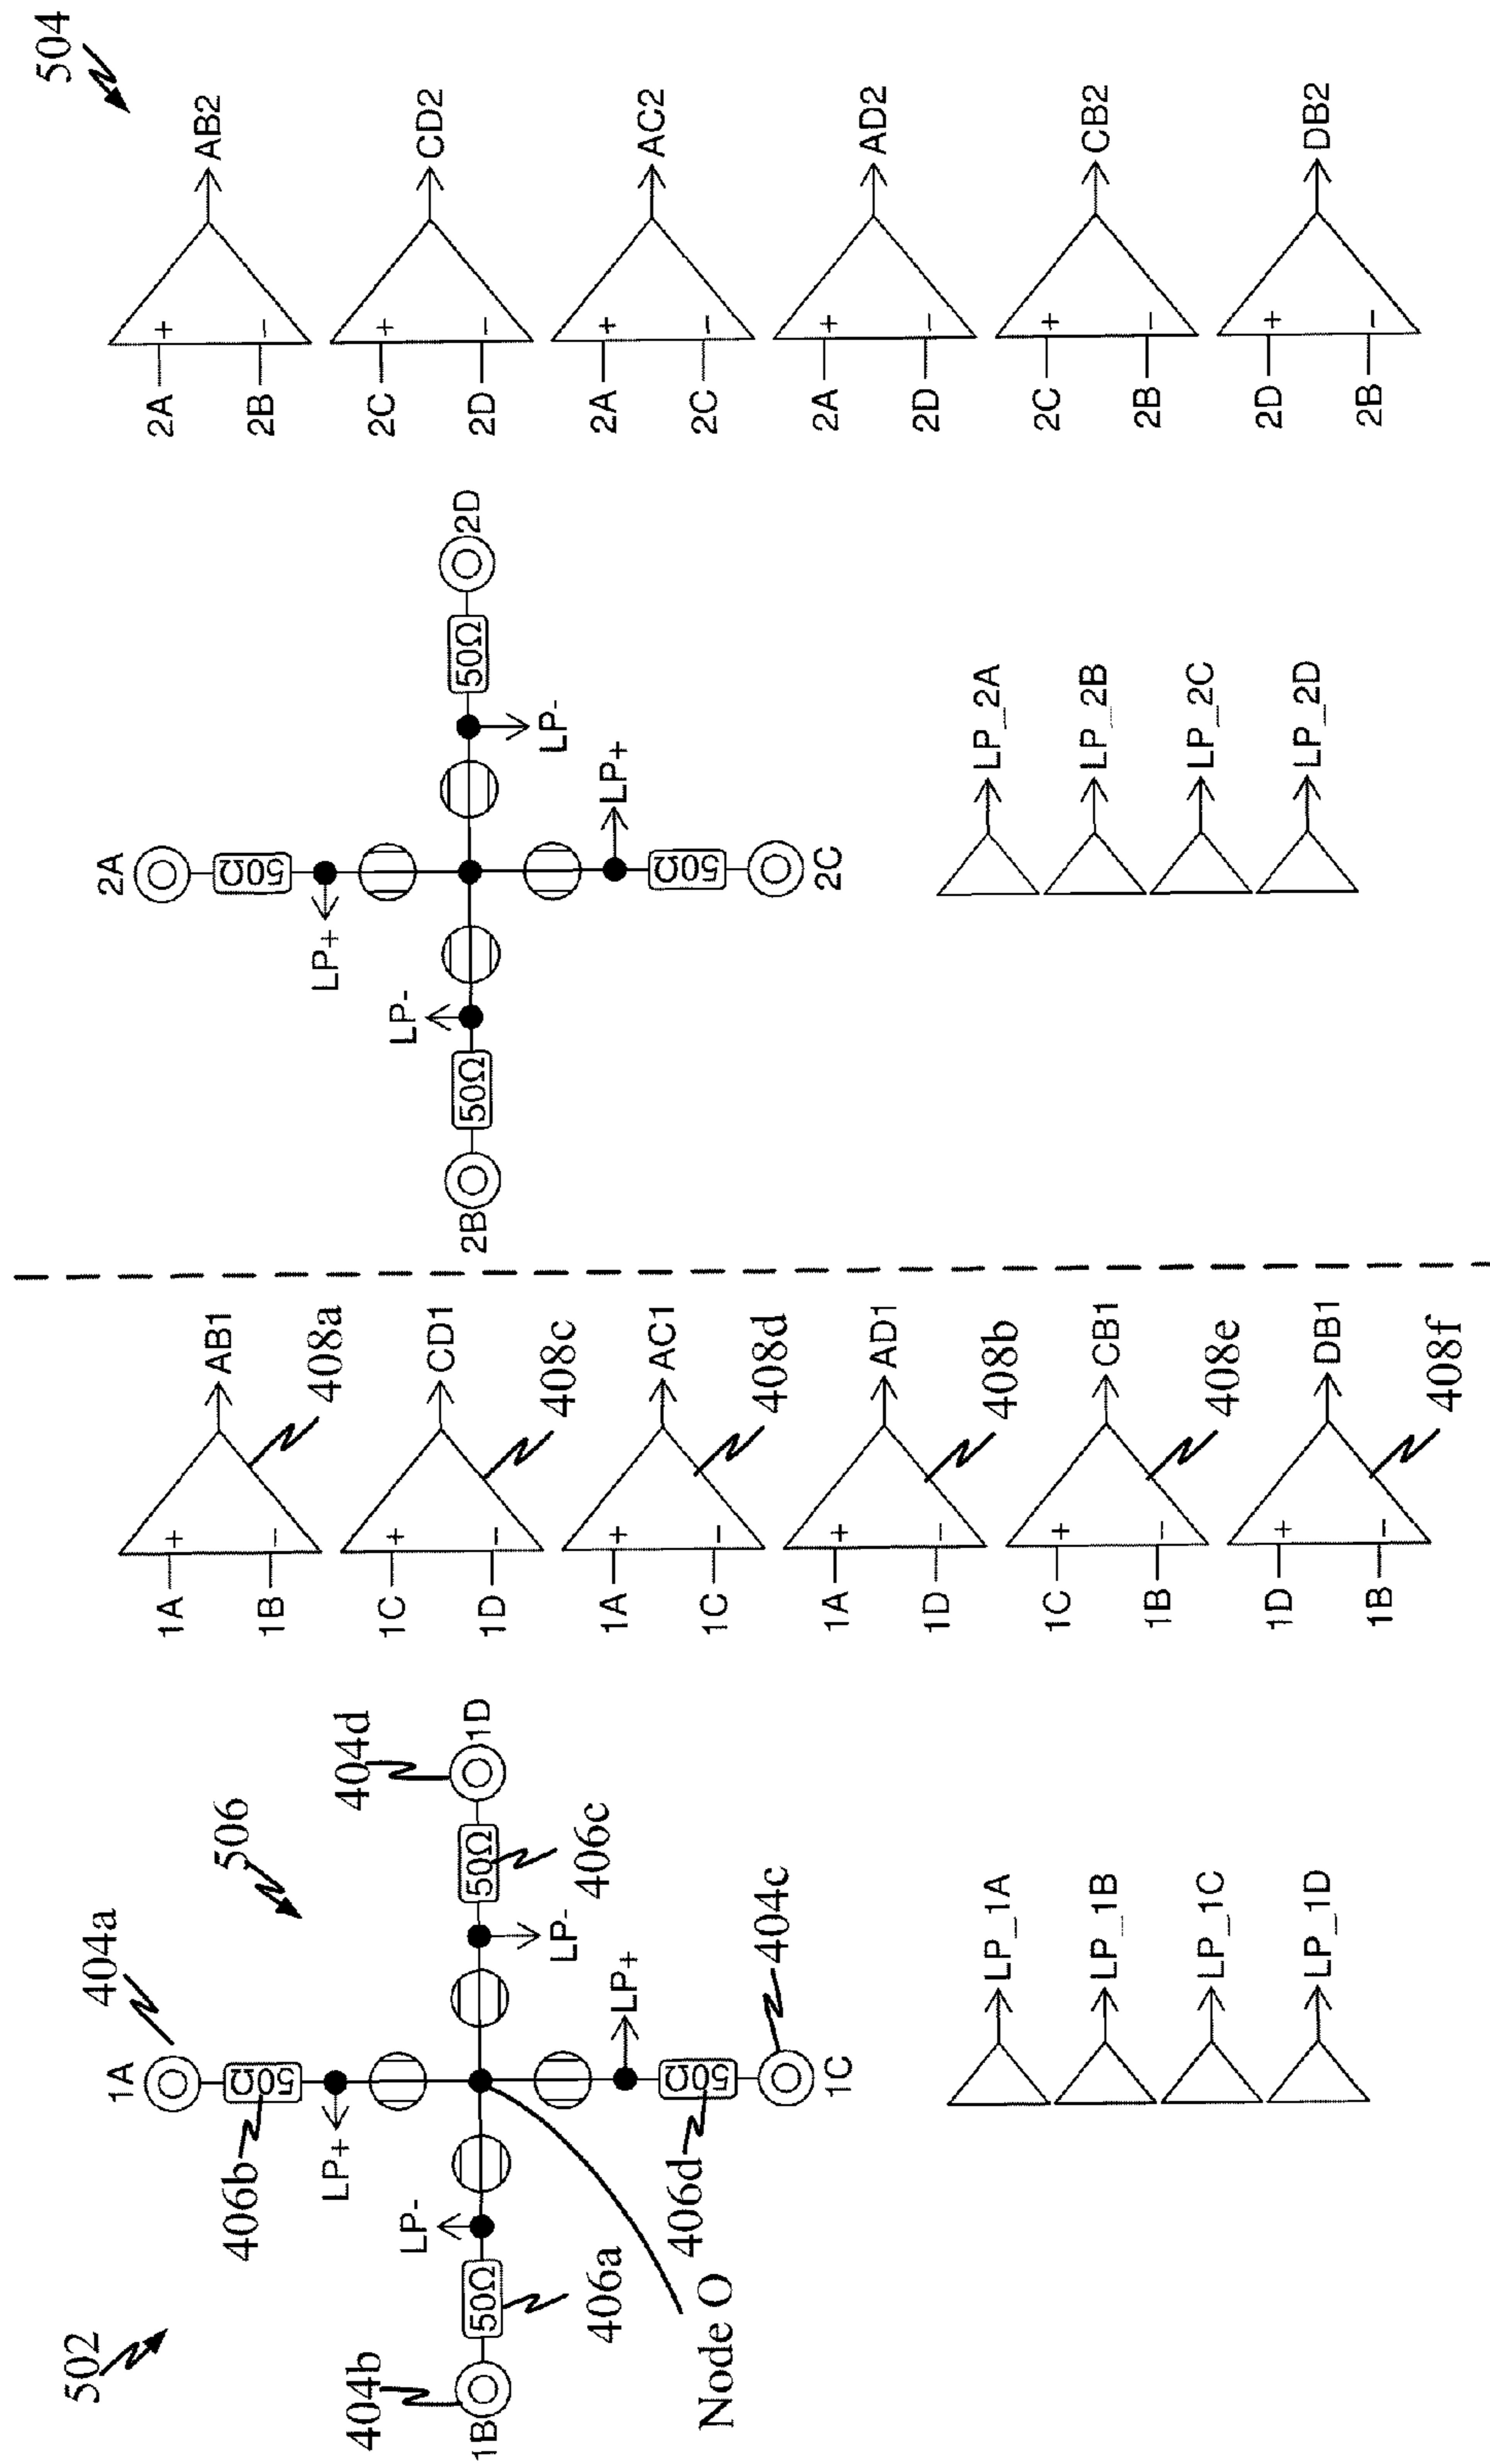 502
404b
1B
50Ω
406a
Node O
LP-
404a
1A
50Ω
406b
LP+
506
404d
1D
50Ω
406c
LP-
LP+
50Ω
406d
1C
404c
LP_1A
LP_1B
LP_1C
LP_1D
1A
+
1B
-
AB1
408a
1C
+
1D
-
CD1
408c
1A
+
1C
-
AC1
408d
1A
+
1D
-
AD1
408b
1C
+
1B
-
CB1
408e
1D
+
1B
-
DB1
408f
2A
50Ω
LP+
2B
50Ω
LP-
2D
50Ω
LP-
LP+
50Ω
2C
LP_2A
LP_2B
LP_2C
LP_2D
504
2A
+
2B
-
AB2
2C
+
2D
-
CD2
2A
+
2C
-
AC2
2A
+
2D
-
AD2
2C
+
2B
-
CB2
2D
+
2B
-
DB2